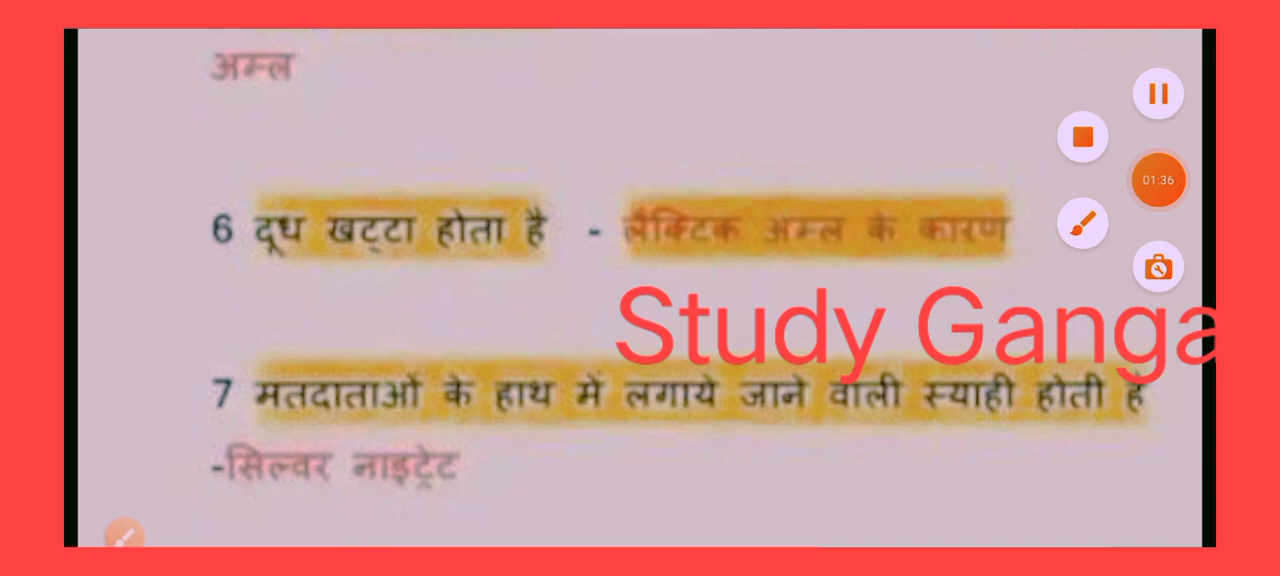 अम्ल
6 दूध खट्टा होता है - लैक्टिक अम्ल के कारण
01:36
Study Ganga
7 मतदाताओं के हाथ में लगाये जाने वाली स्याही होती है
-सिल्वर नाइट्रेट